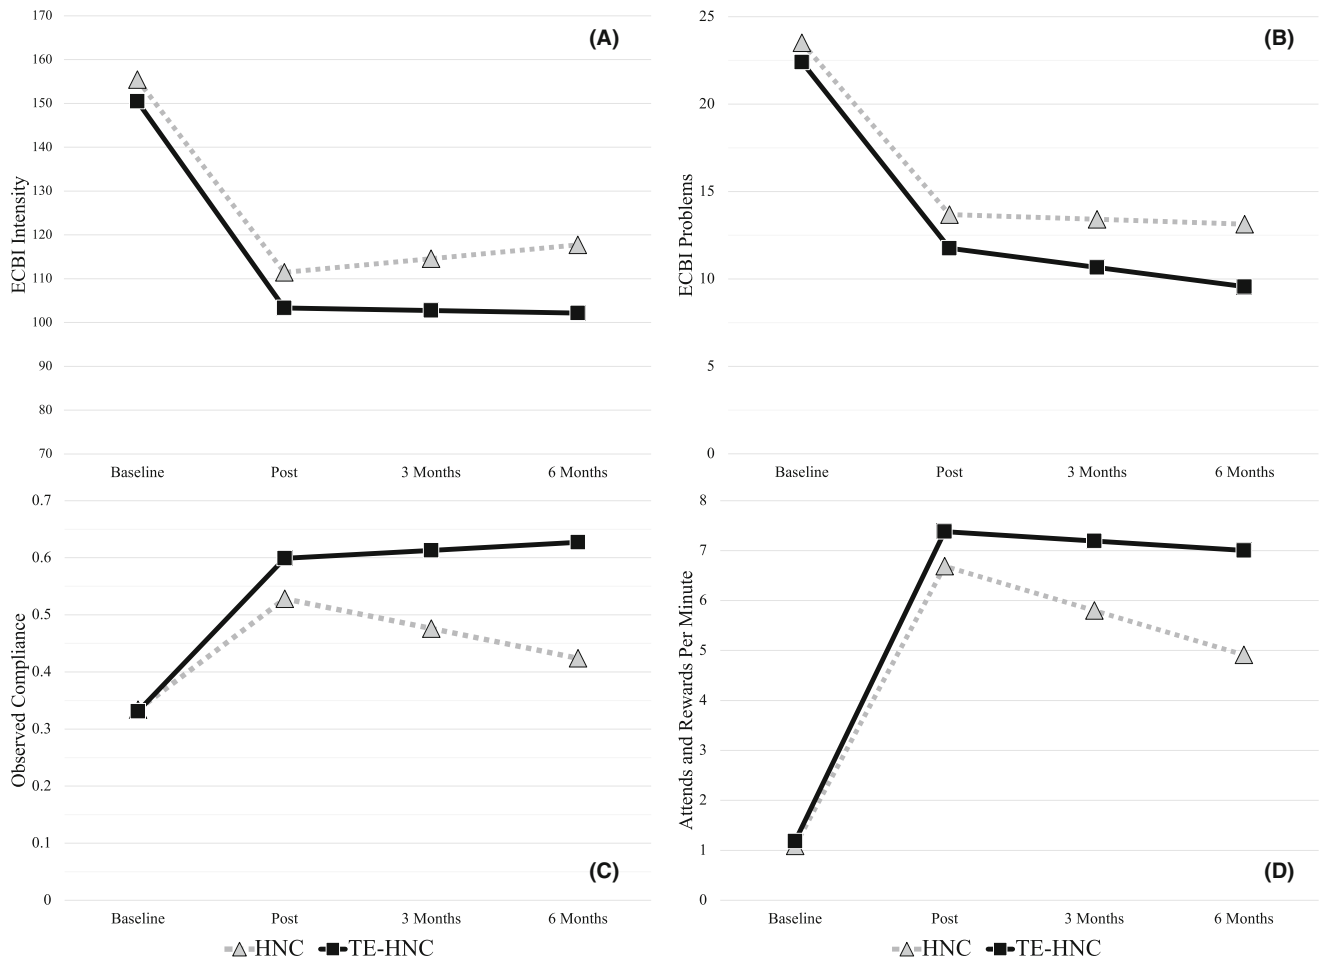 170
(A)
160
150
140
130
120
110
100
90
80
70
ECBI Intensity
Baseline
Post
3 Months
6 Months
25
(B)
20
15
10
5
0
ECBI Problems
Baseline
Post
3 Months
6 Months
0.7
0.6
0.5
0.4
0.3
0.2
0.1
0
Observed Compliance
(C)
Baseline
Post
3 Months
6 Months
HNC
TE-HNC
8
7
6
5
4
3
2
1
0
Attends and Rewards Per Minute
(D)
Baseline
Post
3 Months
6 Months
HNC
TE-HNC